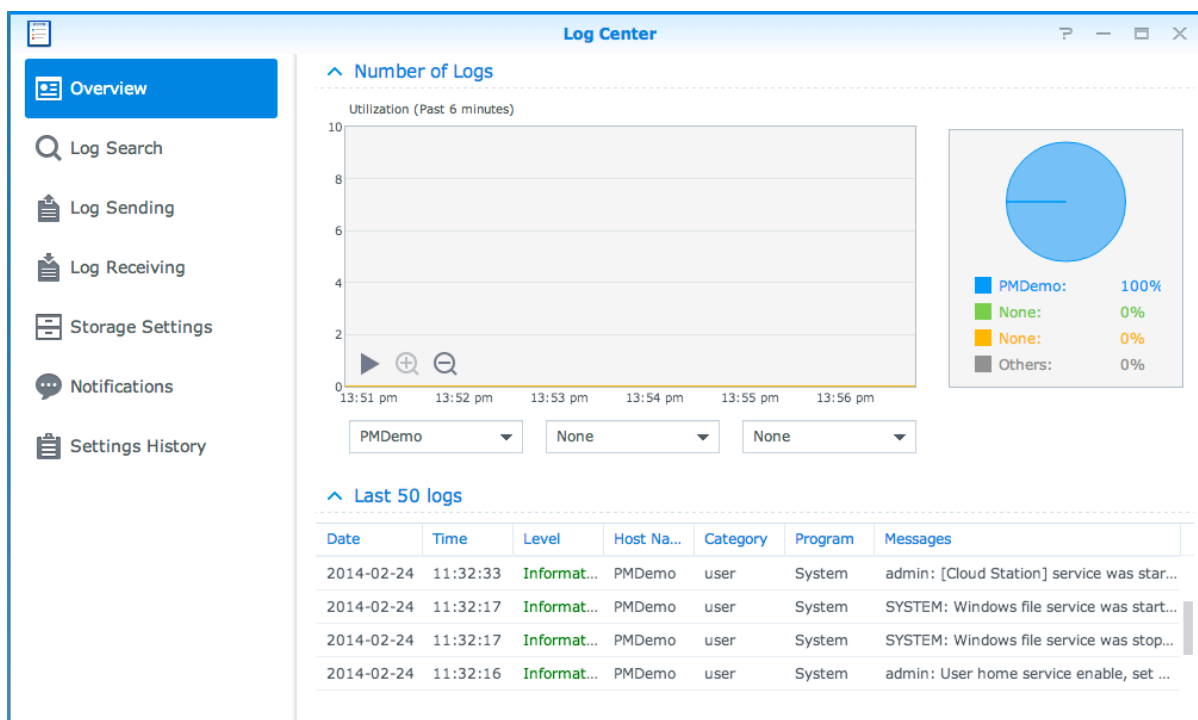 Log Center
Overview
Log Search
Log Sending
Log Receiving
Storage Settings
Notifications
Settings History
Number of Logs
Utilization (Past 6 minutes)
10
8
6
4
2
0
13:51 pm 13:52 pm 13:53 pm 13:54 pm 13:55 pm 13:56 pm
PMDemo None None
PMDemo: 100%
None: 0%
None: 0%
Others: 0%
Last 50 logs
Date Time Level Host Na... Category Program Messages
2014-02-24 11:32:33 Informat... PMDemo user System admin: [Cloud Station] service was star...
2014-02-24 11:32:17 Informat... PMDemo user System SYSTEM: Windows file service was start...
2014-02-24 11:32:17 Informat... PMDemo user System SYSTEM: Windows file service was stop...
2014-02-24 11:32:16 Informat... PMDemo user System admin: User home service enable, set ...